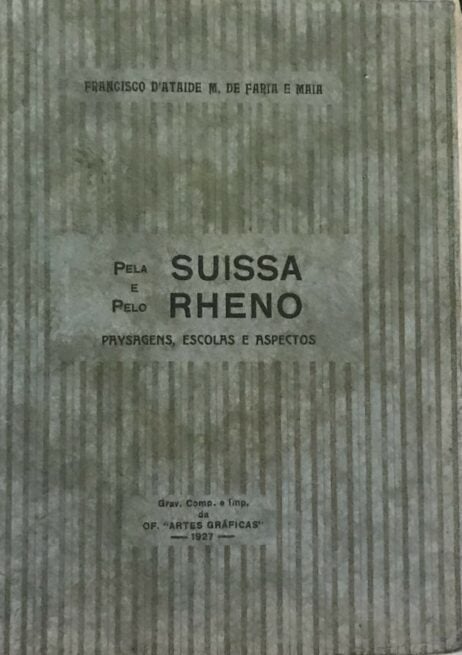 FRANCISCO D'ATAIDE M. DE FARIA E MAIA
PELA SUISSA
E
PELO RHENO
PAYSAGENS, ESCOLAS E ASPECTOS
Grav. Comp. e Imp.
da
OF. "ARTES GRÁFICAS"
— 1927 —